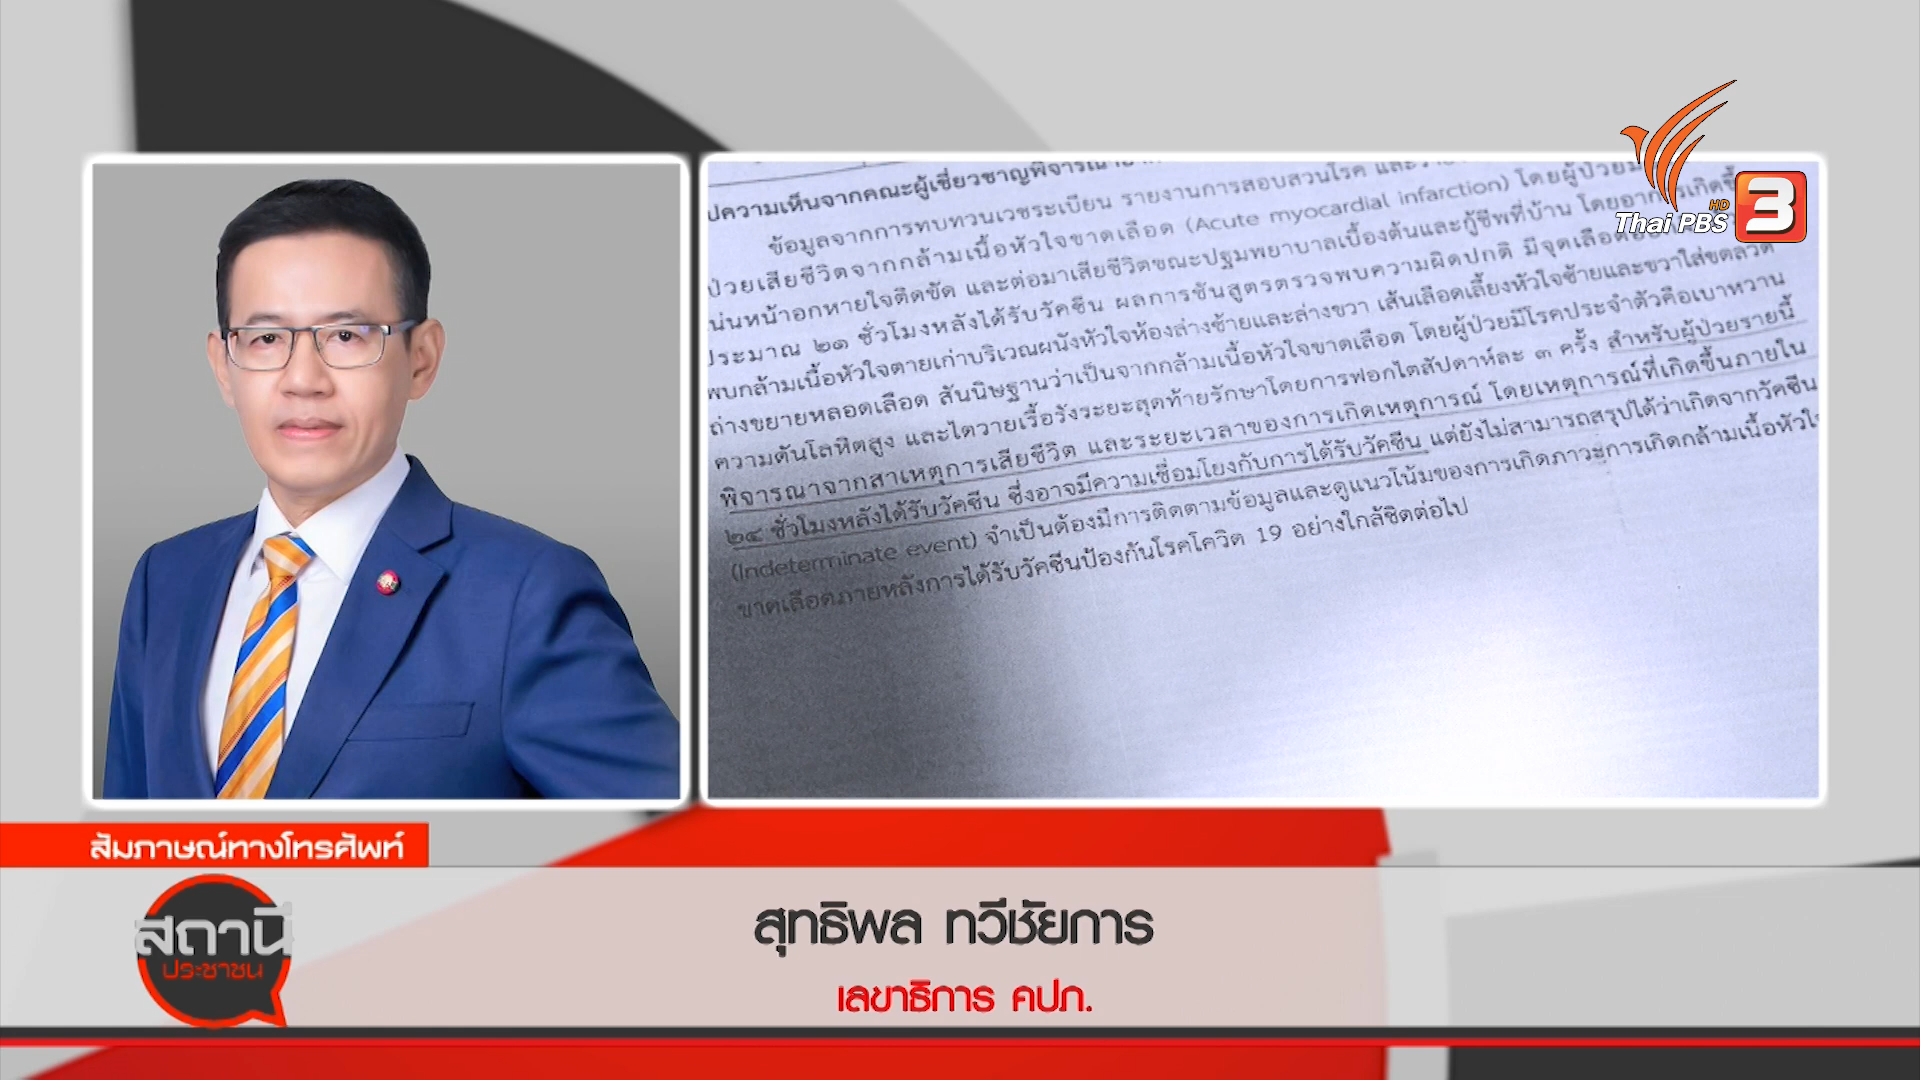 Thai PBS HD 3
ปความเห็นจากคณะผู้เชี่ยวชาญพิจารณา
ข้อมูลจากการทบทวนเวชระเบียน รายงานการสอบสวนโรค และ
ป่วยเสียชีวิตจากกล้ามเนื้อหัวใจขาดเลือด (Acute myocardial infarction) โดยผู้ป่วย
น่นหน้าอกหายใจติดขัด และต่อมาเสียชีวิตขณะปฐมพยาบาลเบื้องต้นและกู้ชีพที่บ้าน โดยอาการเกิดขึ้น
ประมาณ ๒๑ ชั่วโมงหลังได้รับวัคซีน ผลการชันสูตรตรวจพบความผิดปกติ มีจุดเลือด
พบกล้ามเนื้อหัวใจตายเก่าบริเวณผนังหัวใจห้องล่างซ้ายและล่างขวา เส้นเลือดเลี้ยงหัวใจซ้ายและขวาใส่ขดลวด
ถ่างขยายหลอดเลือด สันนิษฐานว่าเป็นจากกล้ามเนื้อหัวใจขาดเลือด โดยผู้ป่วยมีโรคประจำตัวคือเบาหวาน
ความดันโลหิตสูง และไตวายเรื้อรังระยะสุดท้ายรักษาโดยการฟอกไตสัปดาห์ละ ๓ ครั้ง สำหรับผู้ป่วยรายนี้
พิจารณาจากสาเหตุการเสียชีวิต และระยะเวลาของการเกิดเหตุการณ์ โดยเหตุการณ์ที่เกิดขึ้นภายใน
๒๔ ชั่วโมงหลังได้รับวัคซีน ซึ่งอาจมีความเชื่อมโยงกับการได้รับวัคซีน แต่ยังไม่สามารถสรุปได้ว่าเกิดจากวัคซีน
(Indeterminate event) จำเป็นต้องมีการติดตามข้อมูลและดูแนวโน้มของการเกิดภาวะการเกิดกล้ามเนื้อหัวใจ
ขาดเลือดภายหลังการได้รับวัคซีนป้องกันโรคโควิด 19 อย่างใกล้ชิดต่อไป
สัมภาษณ์ทางโทรศัพท์
สถานี
ประชาชน
สุทธิพล ทวีชัยการ
เลขาธิการ คปภ.